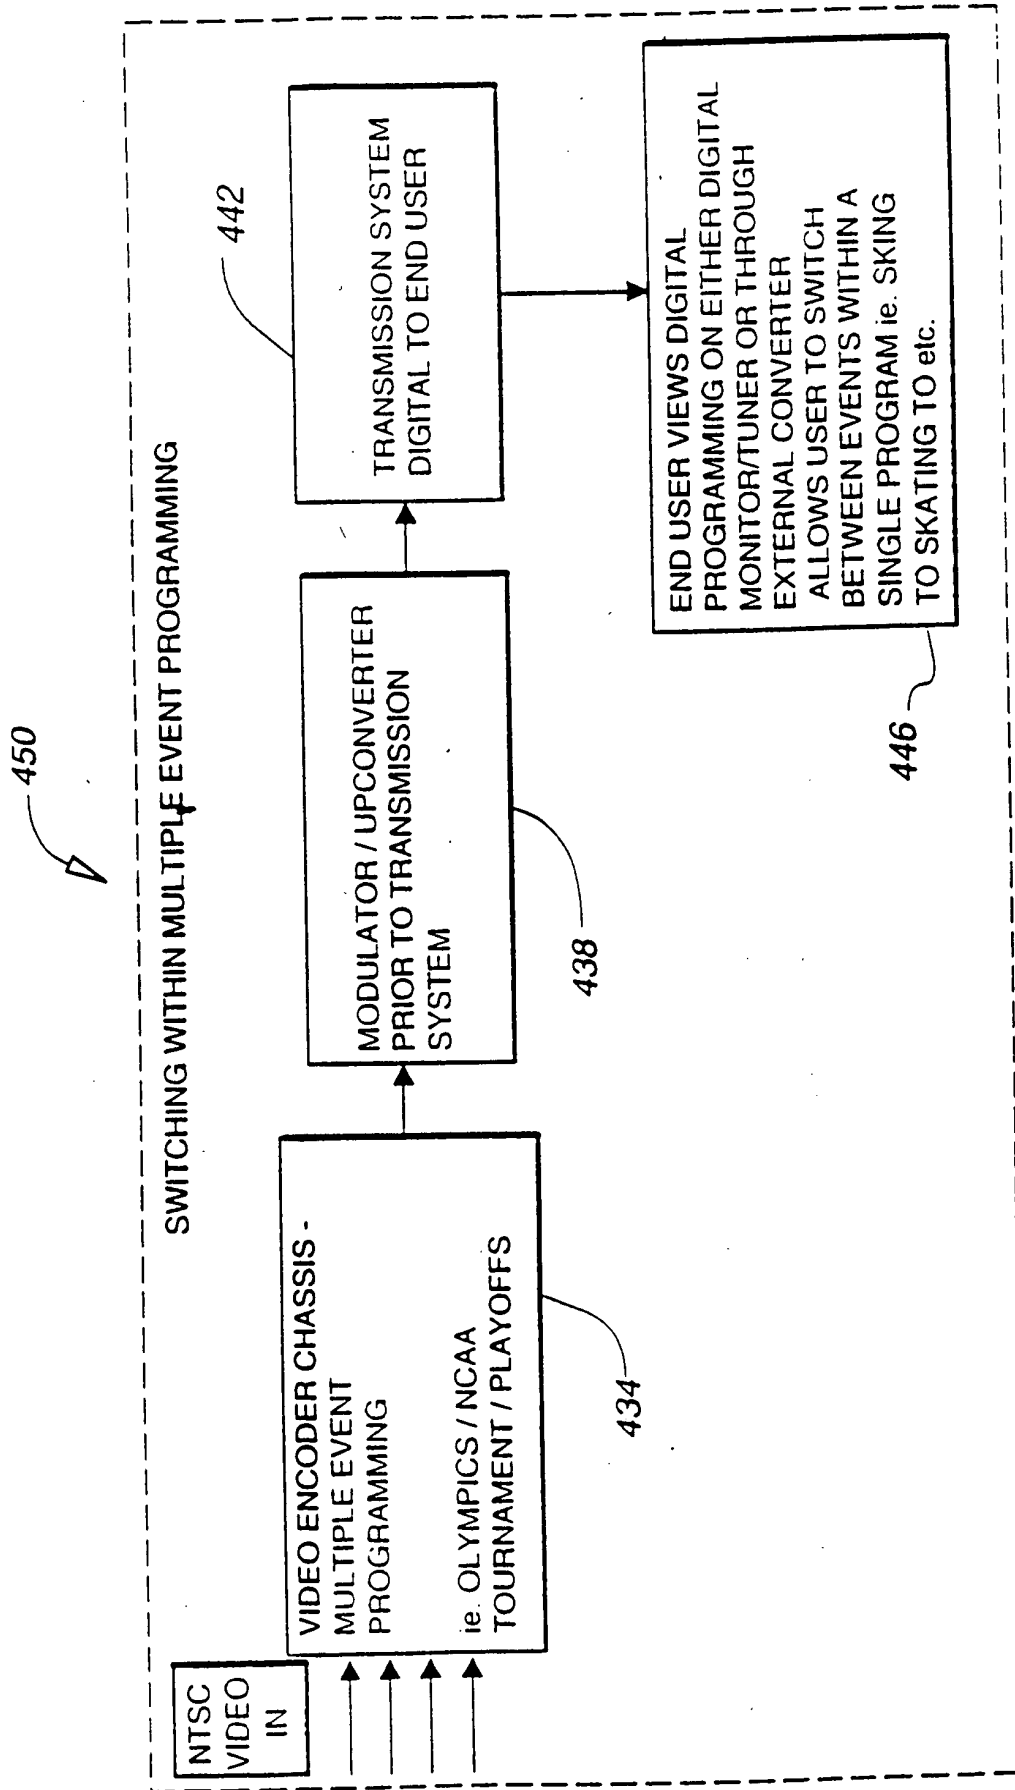 450
SWITCHING WITHIN MULTIPLE EVENT PROGRAMMING
NTSC
VIDEO
IN
VIDEO ENCODER CHASSIS -
MULTIPLE EVENT
PROGRAMMING
ie. OLYMPICS / NCAA
TOURNAMENT / PLAYOFFS
434
MODULATOR / UPCONVERTER
PRIOR TO TRANSMISSION
SYSTEM
438
442
TRANSMISSION SYSTEM
DIGITAL TO END USER
END USER VIEWS DIGITAL
PROGRAMMING ON EITHER DIGITAL
MONITOR/TUNER OR THROUGH
EXTERNAL CONVERTER
ALLOWS USER TO SWITCH
BETWEEN EVENTS WITHIN A
SINGLE PROGRAM ie. SKING
TO SKATING TO etc.
446